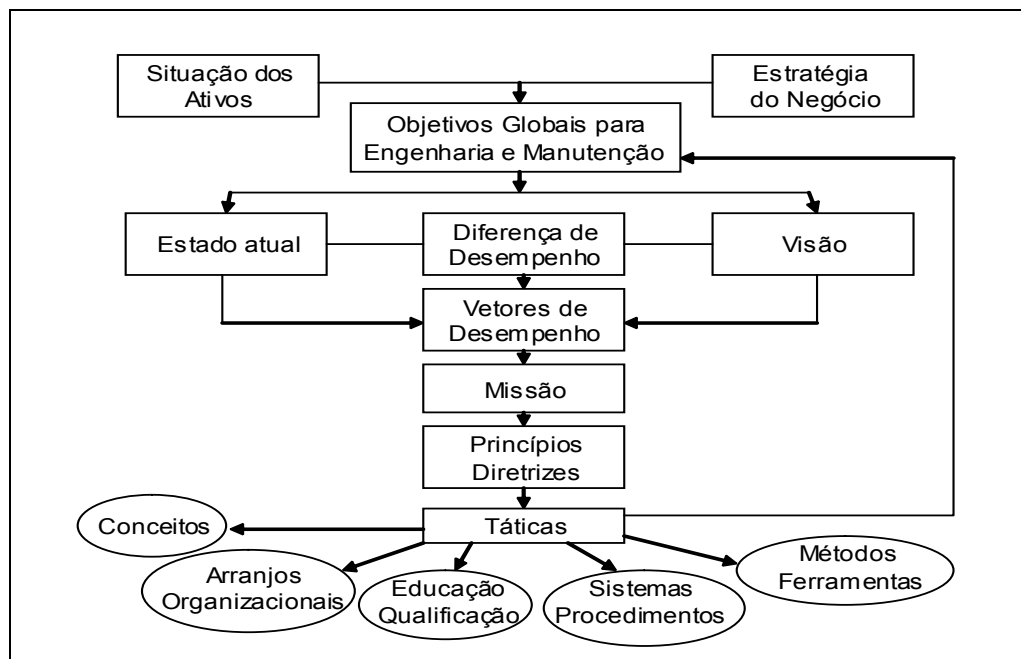 Situação dos
Ativos
Estratégia
do Negócio
Objetivos Globais para
Engenharia e Manutenção
Estado atual
Diferença de
Desempenho
Visão
Vetores de
Desempenho
Missão
Princípios
Diretrizes
Táticas
Conceitos
Arranjos
Organizacionais
Educação
Qualificação
Sistemas
Procedimentos
Métodos
Ferramentas